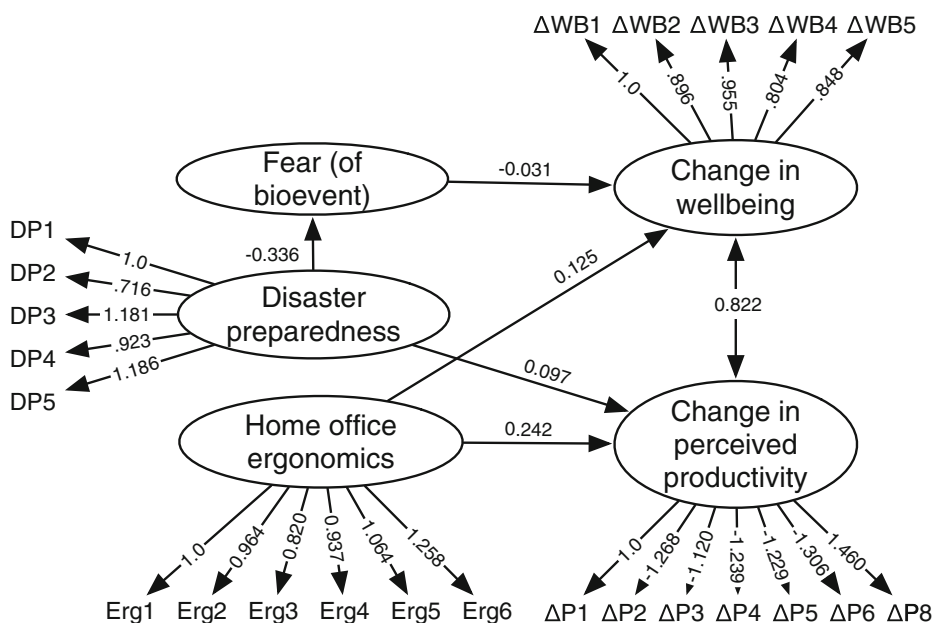 ΔWB1 ΔWB2 ΔWB3 ΔWB4 ΔWB5
1.0 .896 .955 .804 .848
Fear (of
bioevent)
-0.031
Change in
wellbeing
DP1
DP2
DP3
DP4
DP5
1.0
.716
1.181
.923
1.186
-0.336
Disaster
preparedness
0.125
0.822
0.097
Home office
ergonomics
0.242
Change in
perceived
productivity
1.0 0.964 0.820 0.937 1.064 1.258
1.0 -1.268 -1.120 -1.239 -1.229 -1.306 1.460
Erg1 Erg2 Erg3 Erg4 Erg5 Erg6
ΔP1 ΔP2 ΔP3 ΔP4 ΔP5 ΔP6 ΔP8